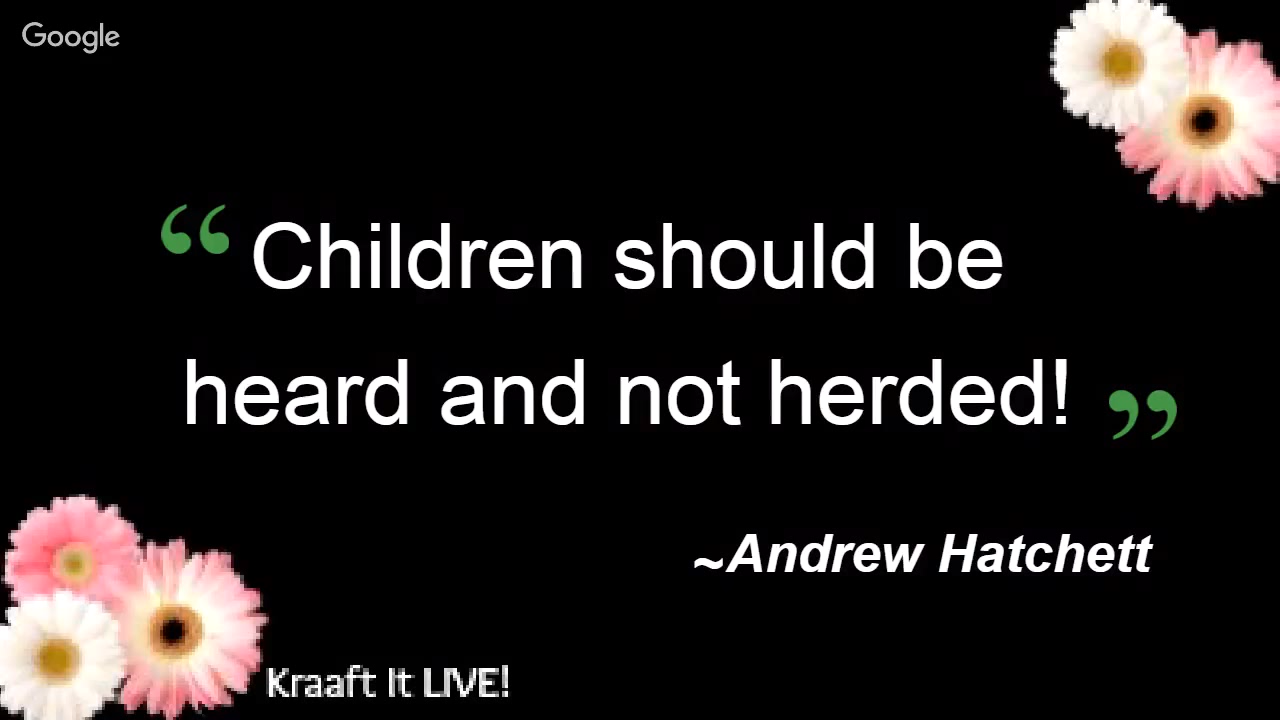 Google
“Children should be
heard and not herded!”
~Andrew Hatchett
Kraaft It LIVE!